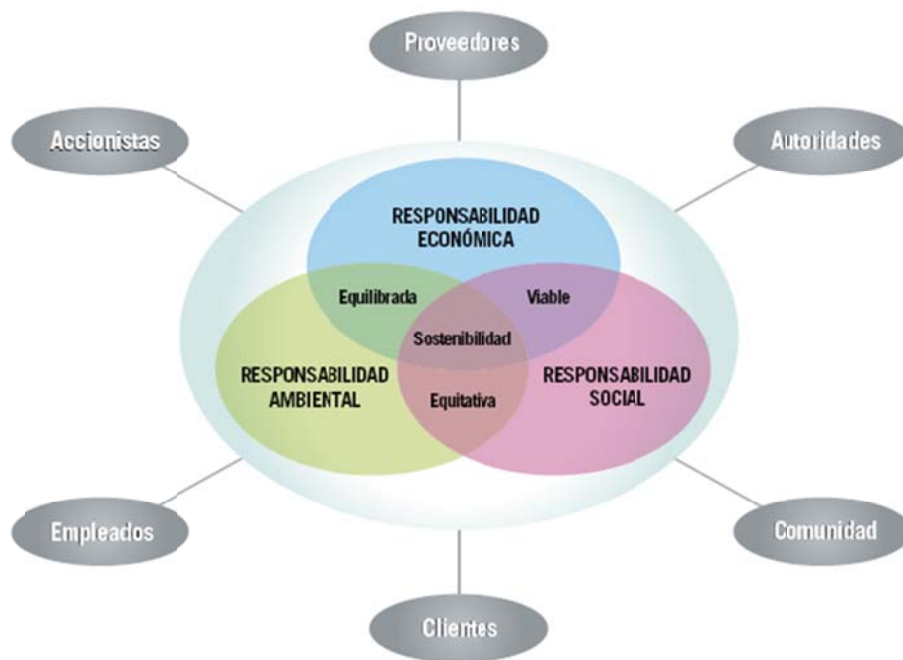 Proveedores
Accionistas
Autoridades
RESPONSABILIDAD
ECONÓMICA
Equilibrada
Viable
Sostenibilidad
RESPONSABILIDAD
AMBIENTAL
RESPONSABILIDAD
SOCIAL
Equitativa
Empleados
Comunidad
Clientes